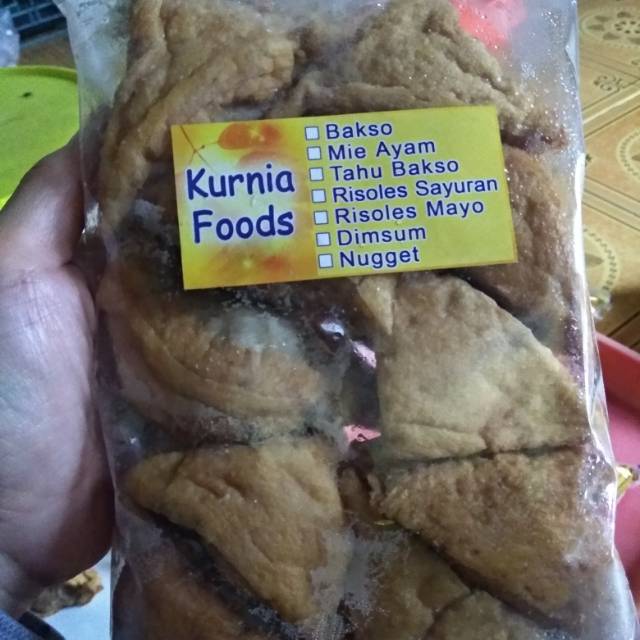 Kurnia
Foods
Bakso
Mie Ayam
Tahu Bakso
Risoles Sayuran
Risoles Mayo
Dimsum
Nugget